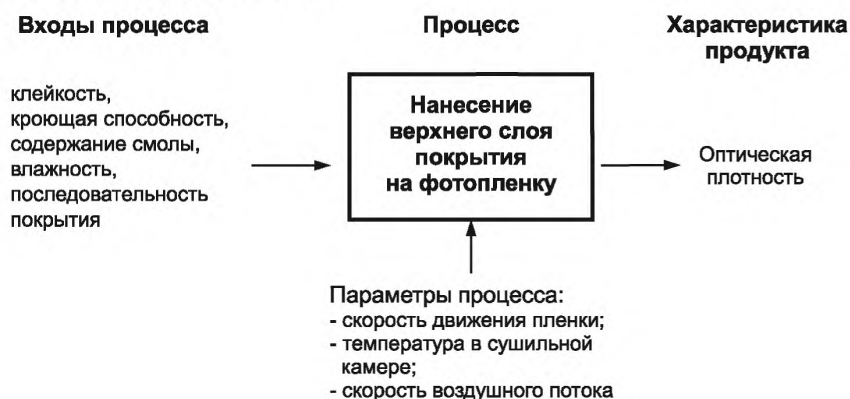 Входы процесса
Процесс
Характеристика
продукта
клейкость,
кроющая способность,
содержание смолы,
влажность,
последовательность
покрытия
Нанесение
верхнего слоя
покрытия
на фотопленку
Оптическая
плотность
Параметры процесса:
- скорость движения пленки;
- температура в сушильной
камере;
- скорость воздушного потока